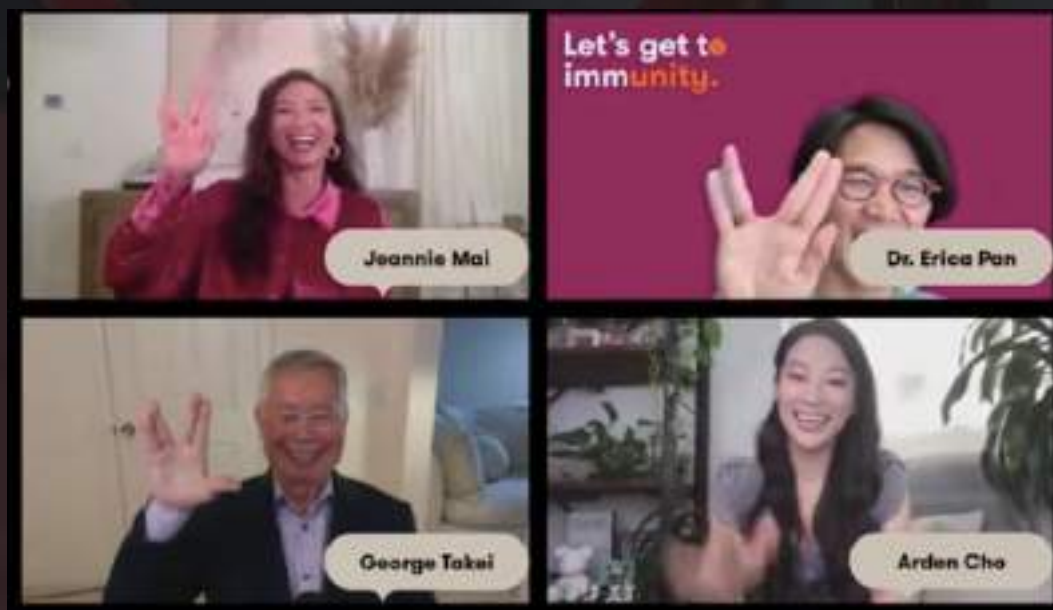 Let's get to
immunity.
Jeannie Mai
Dr. Erica Pan
George Takei
Arden Cho